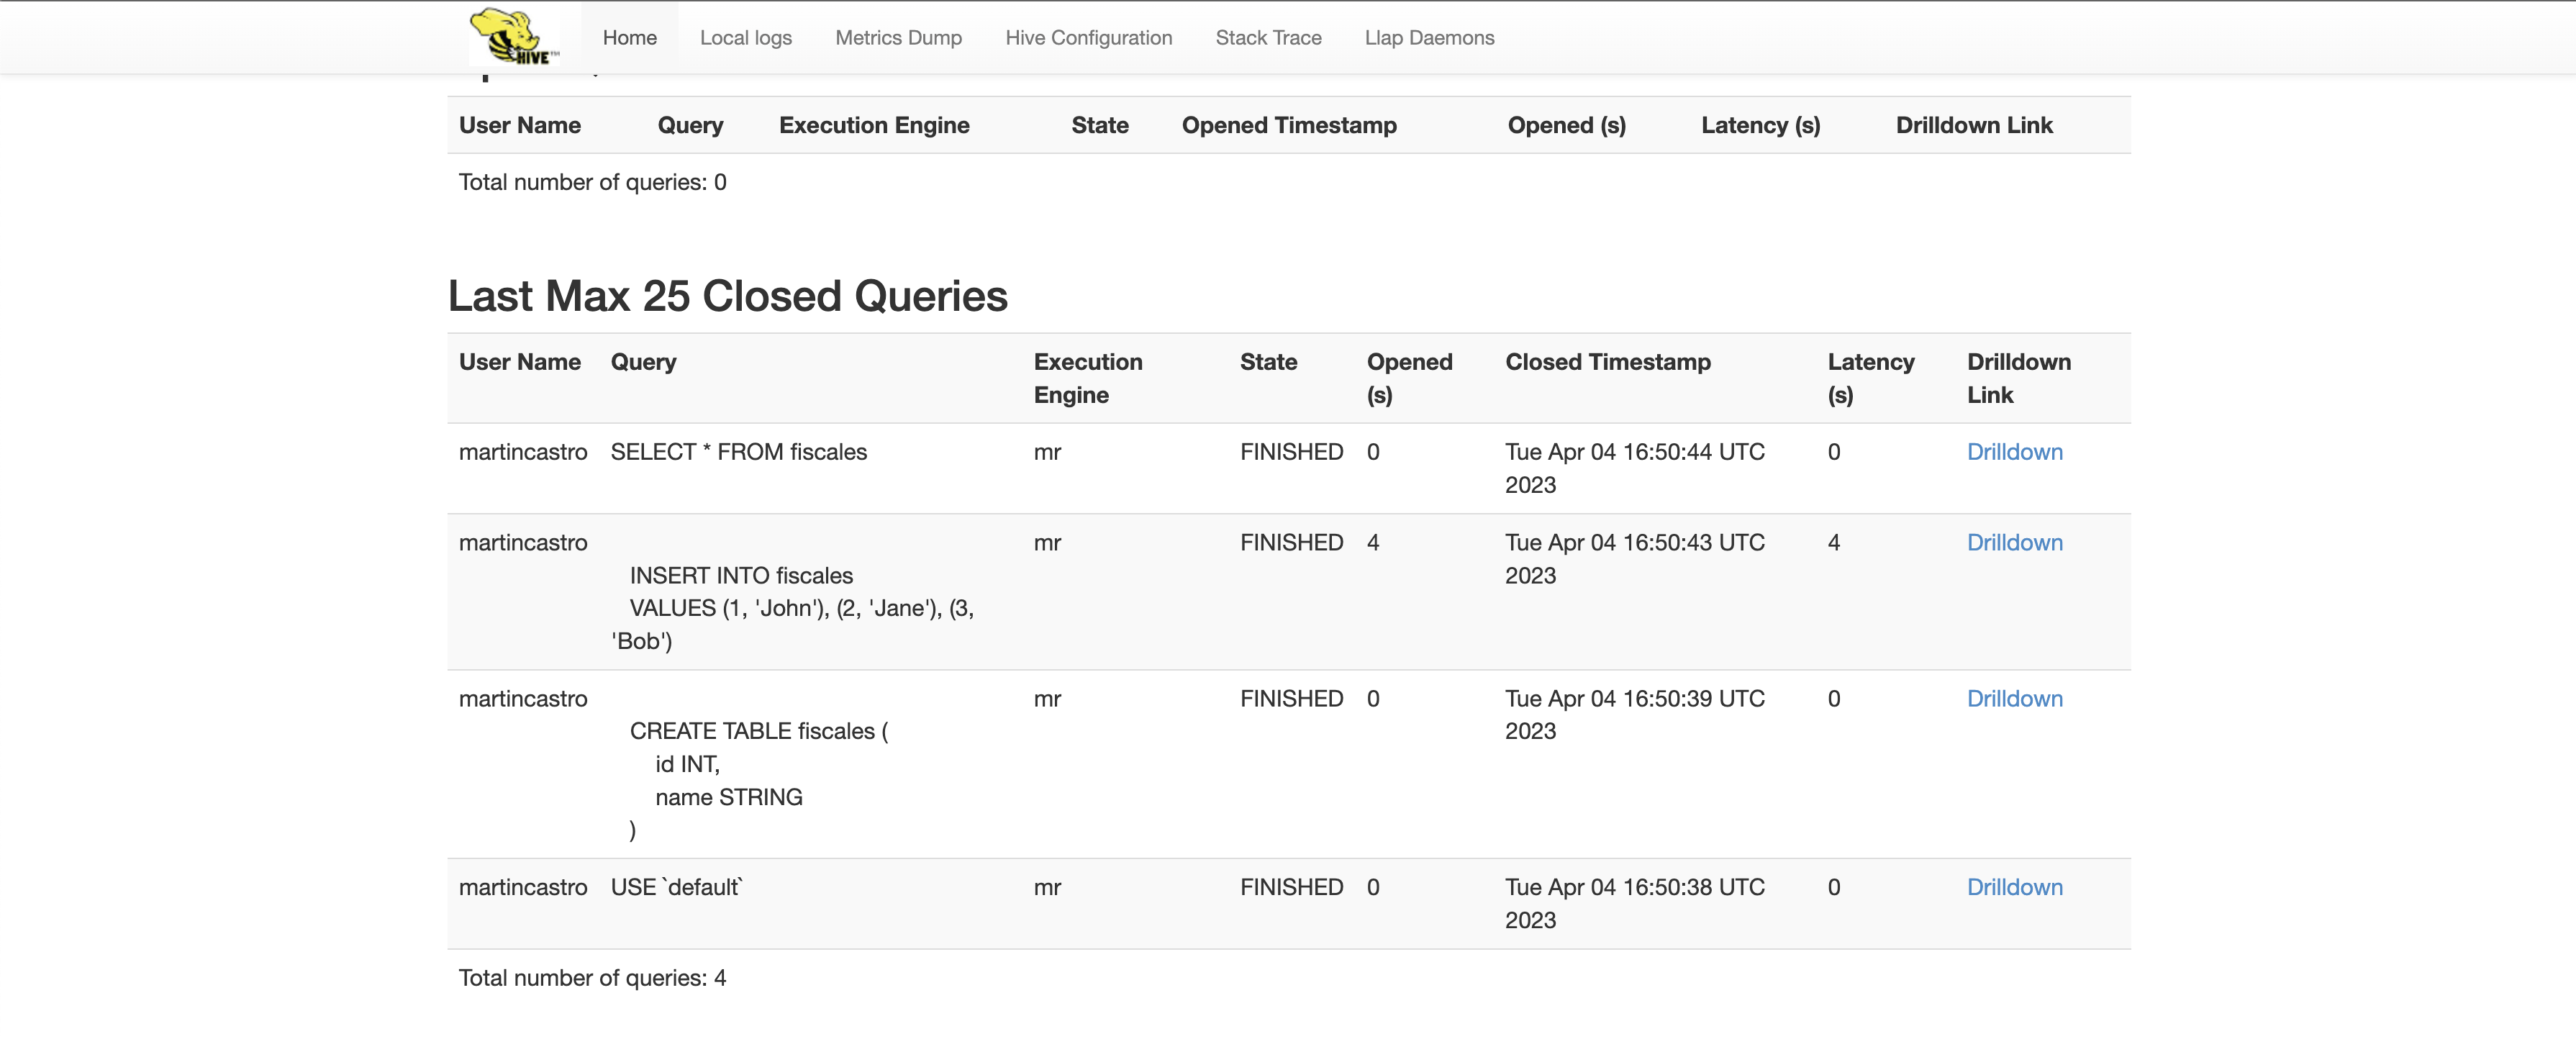 HIVE™ Home Local logs Metrics Dump Hive Configuration Stack Trace Llap Daemons
User Name Query Execution Engine State Opened Timestamp Opened (s) Latency (s) Drilldown Link
Total number of queries: 0
Last Max 25 Closed Queries
User Name Query Execution Engine State Opened (s) Closed Timestamp Latency (s) Drilldown Link
martincastro SELECT * FROM fiscales mr FINISHED 0 Tue Apr 04 16:50:44 UTC 0 Drilldown
2023
martincastro mr FINISHED 4 Tue Apr 04 16:50:43 UTC 4 Drilldown
INSERT INTO fiscales 2023
VALUES (1, 'John'), (2, 'Jane'), (3,
'Bob')
martincastro mr FINISHED 0 Tue Apr 04 16:50:39 UTC 0 Drilldown
CREATE TABLE fiscales ( 2023
id INT,
name STRING
)
martincastro USE `default` mr FINISHED 0 Tue Apr 04 16:50:38 UTC 0 Drilldown
2023
Total number of queries: 4